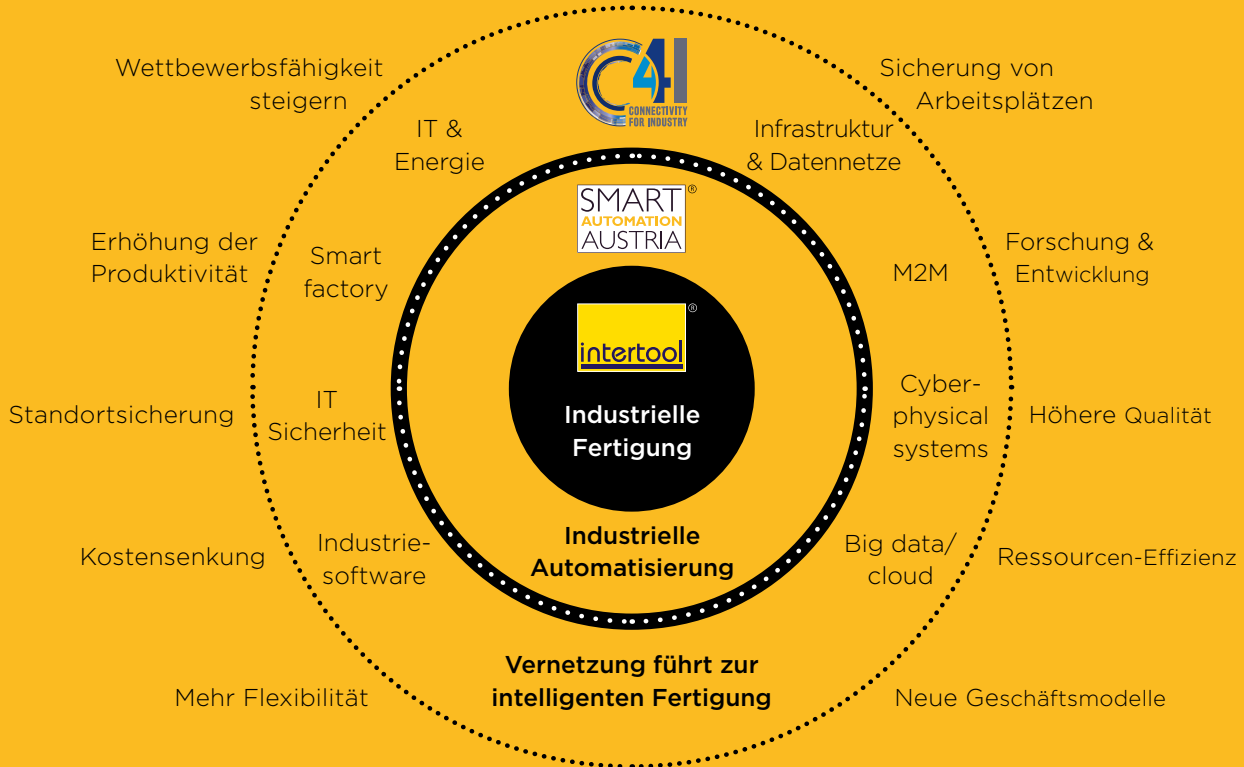 Wettbewerbsfähigkeit
steigern
C4I
CONNECTIVITY
FOR INDUSTRY
Sicherung von
Arbeitsplätzen
IT &
Energie
Infrastruktur
& Datennetze
SMART ®
AUTOMATION
AUSTRIA
Erhöhung der
Produktivität
Smart
factory
M2M
Forschung &
Entwicklung
intertool ®
Standortsicherung
IT
Sicherheit
Industrielle
Fertigung
Cyber-
physical
systems
Höhere Qualität
Kostensenkung
Industrie-
software
Industrielle
Automatisierung
Big data/
cloud
Ressourcen-Effizienz
Mehr Flexibilität
Vernetzung führt zur
intelligenten Fertigung
Neue Geschäftsmodelle